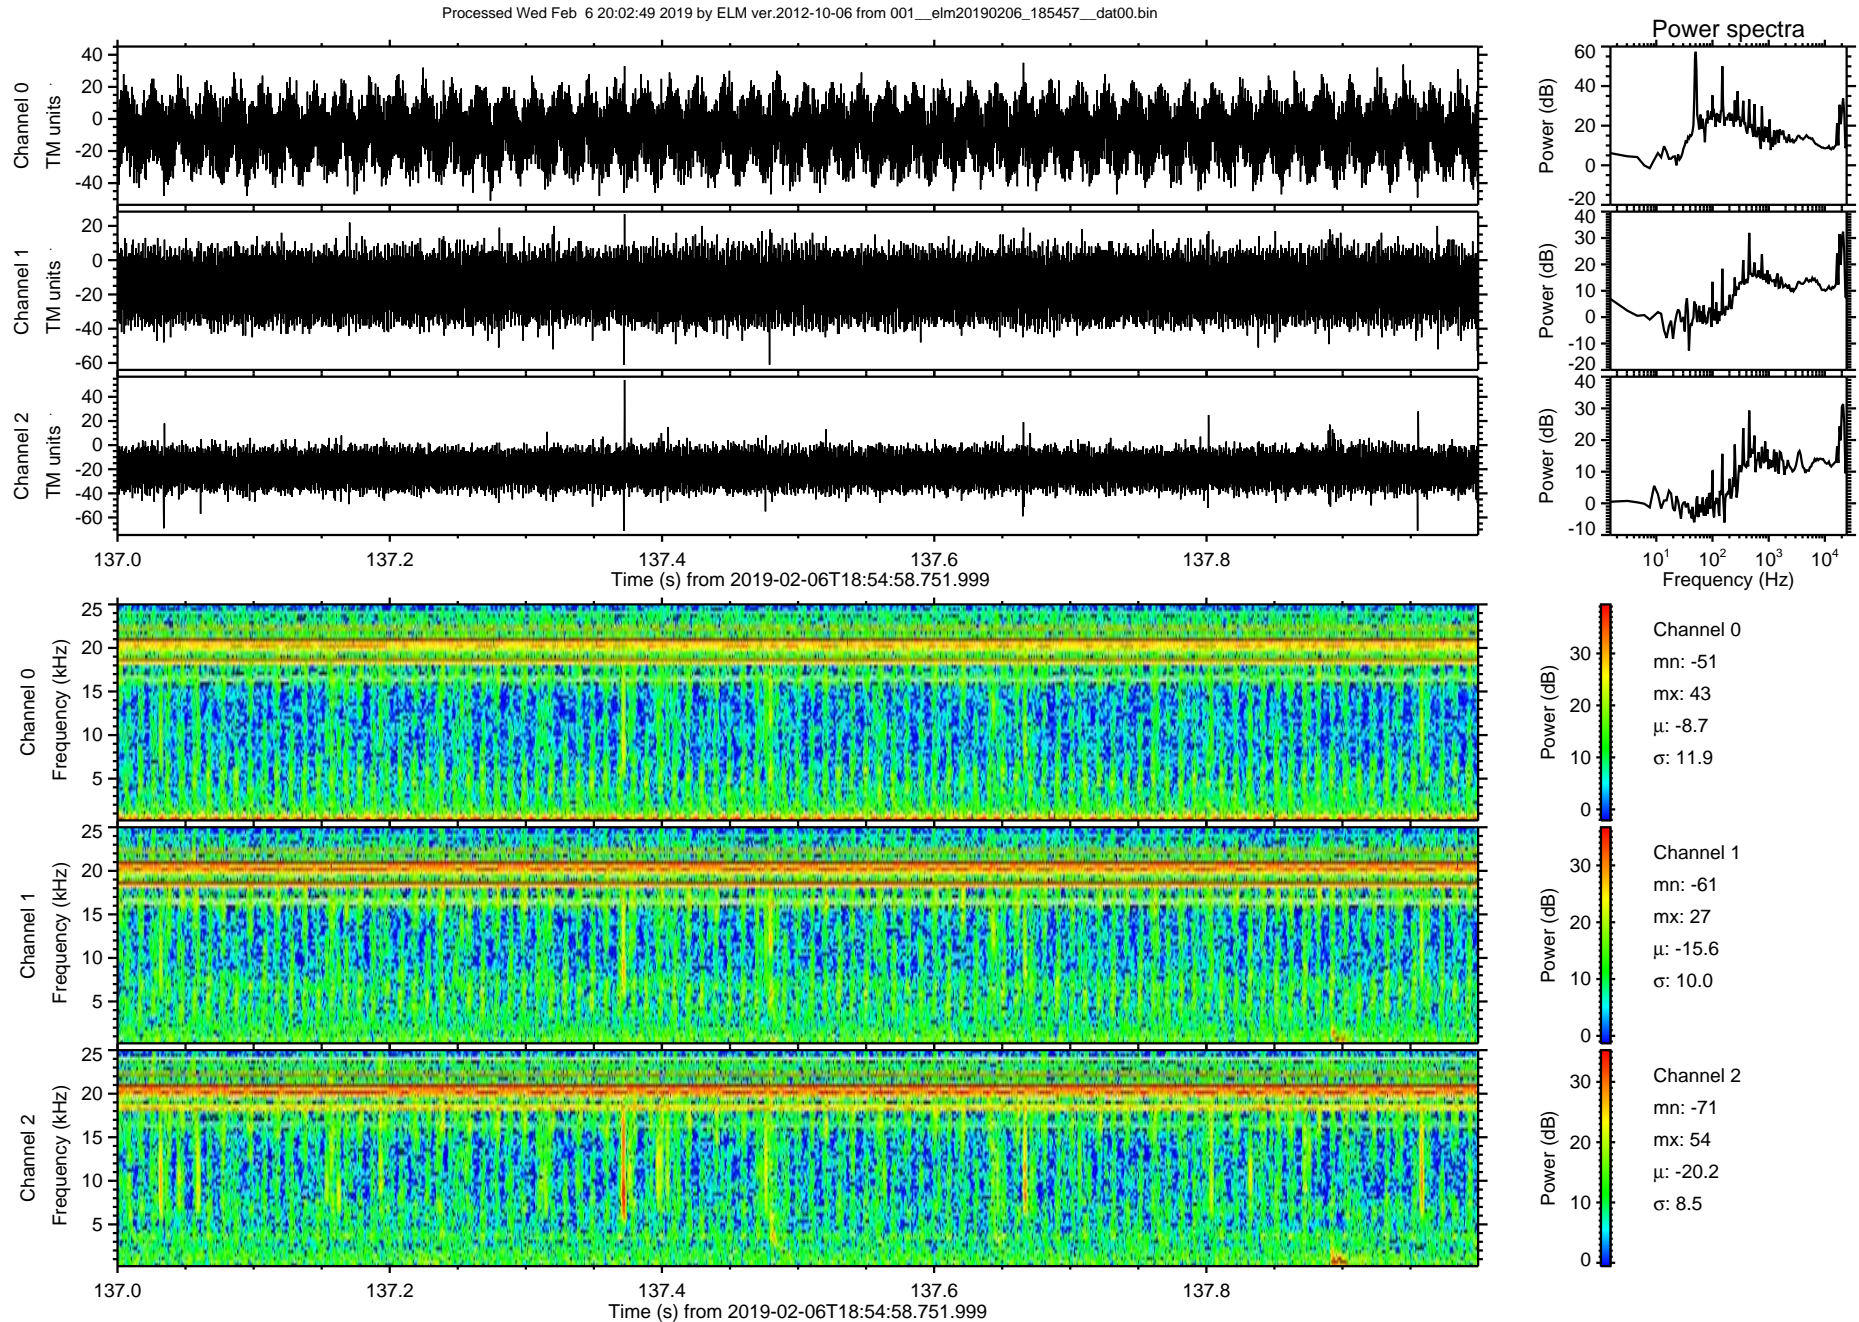 Processed Wed Feb  6 20:02:49 2019 by ELM ver.2012-10-06 from 001__elm20190206_185457__dat00.bin
Power spectra
Channel 0
TM units
40
20
0
-20
-40
Power (dB)
60
40
20
0
-20
Channel 1
TM units
20
0
-20
-40
-60
Power (dB)
40
30
20
10
0
-10
-20
Channel 2
TM units
40
20
0
-20
-40
-60
Power (dB)
40
30
20
10
0
-10
137.0 137.2 137.4 137.6 137.8
Time (s) from 2019-02-06T18:54:58.751.999
10^1 10^2 10^3 10^4
Frequency (Hz)
Channel 0
Frequency (kHz)
25
20
15
10
5
Power (dB)
30
20
10
0
Channel 0
mn: -51
mx: 43
μ: -8.7
σ: 11.9
Channel 1
Frequency (kHz)
25
20
15
10
5
Power (dB)
30
20
10
0
Channel 1
mn: -61
mx: 27
μ: -15.6
σ: 10.0
Channel 2
Frequency (kHz)
25
20
15
10
5
Power (dB)
30
20
10
0
Channel 2
mn: -71
mx: 54
μ: -20.2
σ: 8.5
137.0 137.2 137.4 137.6 137.8
Time (s) from 2019-02-06T18:54:58.751.999